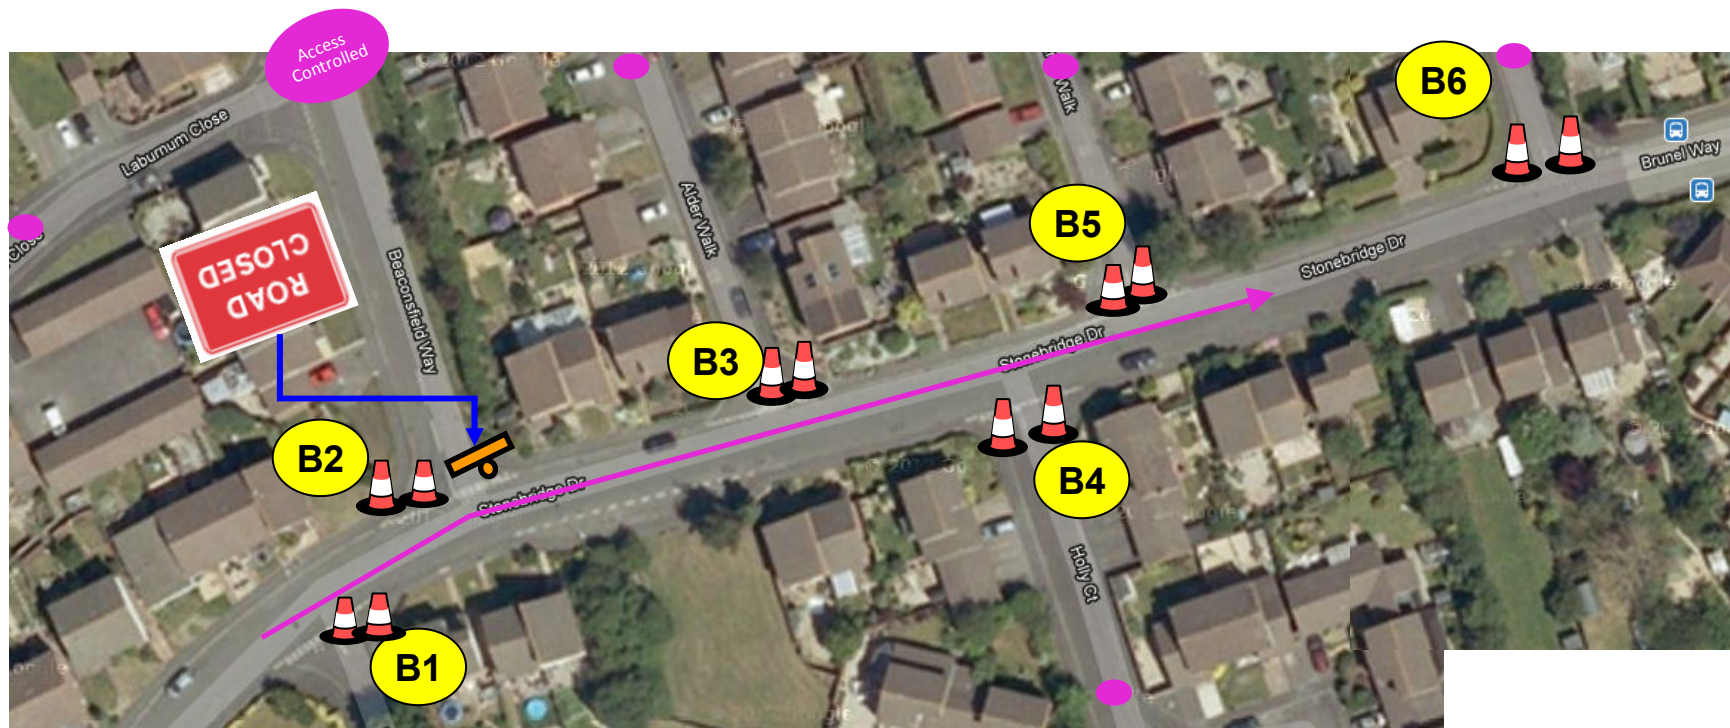 Access
Controlled
B6
Walk
Laburnum Close
Brunel Way
Close
ROAD
CLOSED
Alder Walk
B5
Stonebridge Dr
Beaconsfield Way
B3
Stonebridge Dr
B2
B4
Stonebridge Dr
Holly Ct
B1